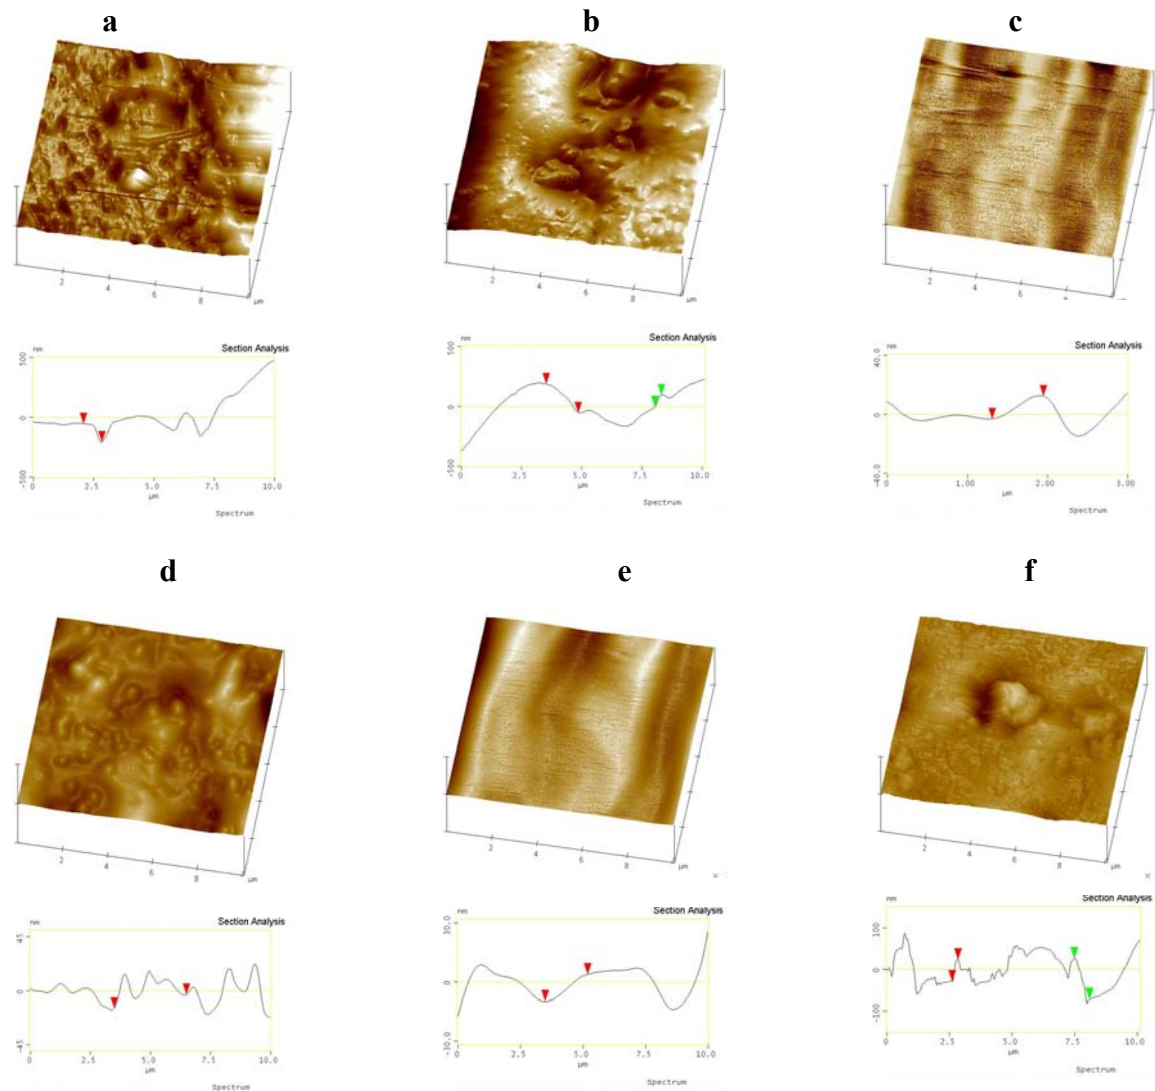 a
b
c
2 4 6 8 µm
2 4 6 8 µm
2 4 6 8
nm Section Analysis
500
0
-500
0 2.5 5.0 7.5 10.0
µm
Spectrum
nm Section Analysis
500
0
-500
0 2.5 5.0 7.5 10.0
µm
Spectrum
Section Analysis
40.0
0
-40.0
0 1.00 2.00 3.00
µm
Spectrum
d
e
f
2 4 6 8 µm
2 4 6 8 µm
4 6 8 µm
nm Section Analysis
45
0
-45
0 2.5 5.0 7.5 10.0
µm
Spectrum
nm Section Analysis
30.0
0
-30.0
0 2.5 5.0 7.5 10.0
µm
Spectrum
nm Section Analysis
100
0
-100
0 2.5 5.0 7.5 10.0
µm
Spectrum